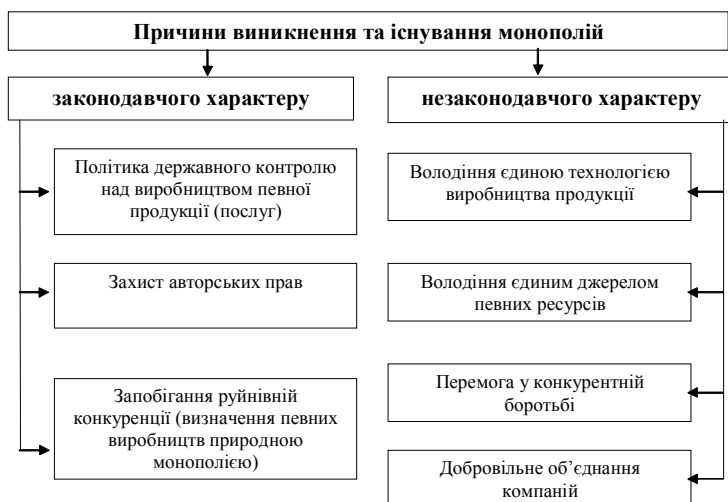 Причини виникнення та існування монополій
законодавчого характеру
незаконодавчого характеру
Політика державного контролю
над виробництвом певної
продукції (послуг)
Захист авторських прав
Запобігання руйнівній
конкуренції (визначення певних
виробництв природною
монополією)
Володіння єдиною технологією
виробництва продукції
Володіння єдиним джерелом
певних ресурсів
Перемога у конкурентній
боротьбі
Добровільне об’єднання
компаній